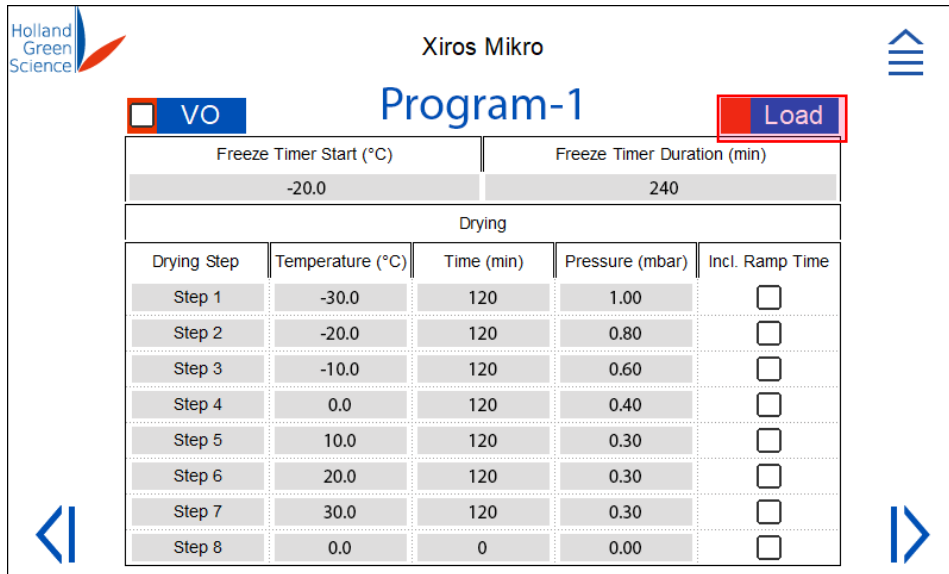 Holland
Green
Science
Xiros Mikro
Program-1
VO
Load
Freeze Timer Start (°C) Freeze Timer Duration (min)
-20.0 240
Drying
Drying Step Temperature (°C) Time (min) Pressure (mbar) Incl. Ramp Time
Step 1 -30.0 120 1.00
Step 2 -20.0 120 0.80
Step 3 -10.0 120 0.60
Step 4 0.0 120 0.40
Step 5 10.0 120 0.30
Step 6 20.0 120 0.30
Step 7 30.0 120 0.30
Step 8 0.0 0 0.00